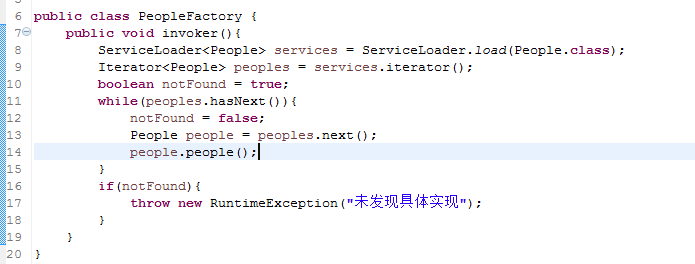 6 public class PeopleFactory {
7 public void invoker(){
8 ServiceLoader<People> services = ServiceLoader.load(People.class);
9 Iterator<People> peoples = services.iterator();
10 boolean notFound = true;
11 while(peoples.hasNext()){
12 notFound = false;
13 People people = peoples.next();
14 people.people();
15 }
16 if(notFound){
17 throw new RuntimeException("未发现具体实现");
18 }
19 }
20 }